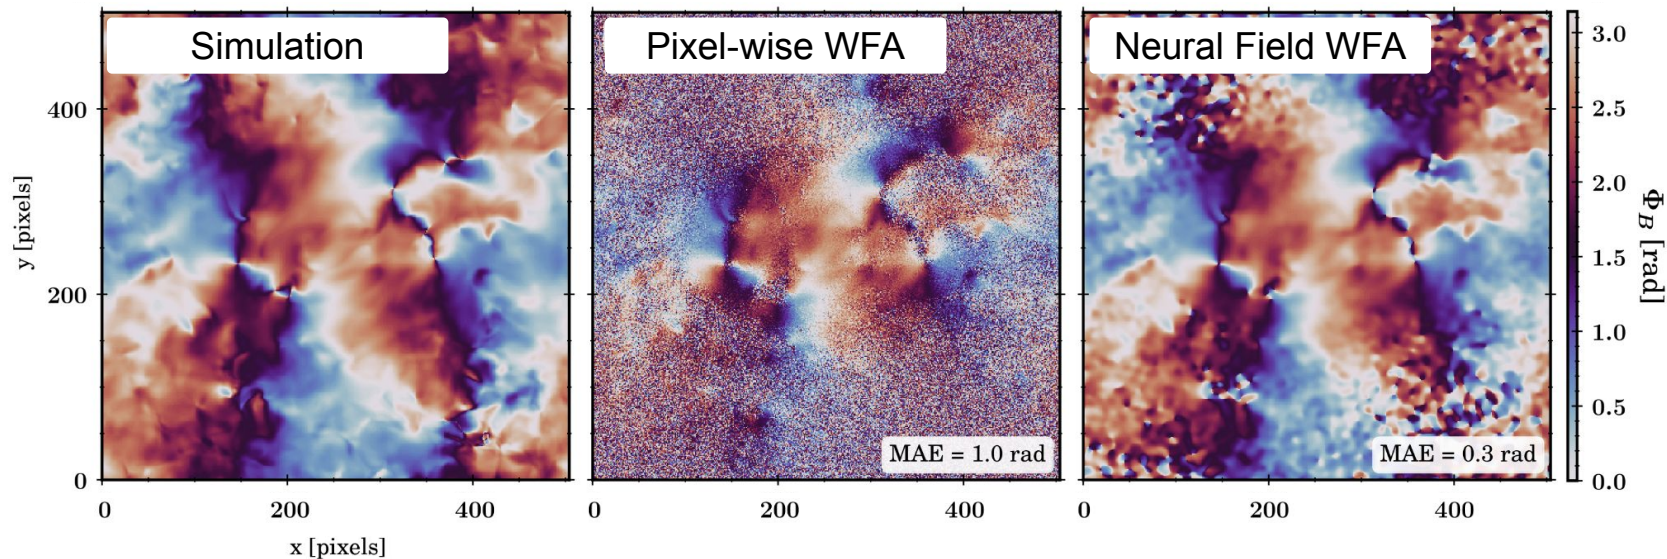 Simulation
Pixel-wise WFA
Neural Field WFA
y [pixels]
400
200
0
0 200 400
x [pixels]
MAE = 1.0 rad
0 200 400
MAE = 0.3 rad
0 200 400
3.0
2.5
2.0
1.5
1.0
0.5
0.0
Φ_B [rad]